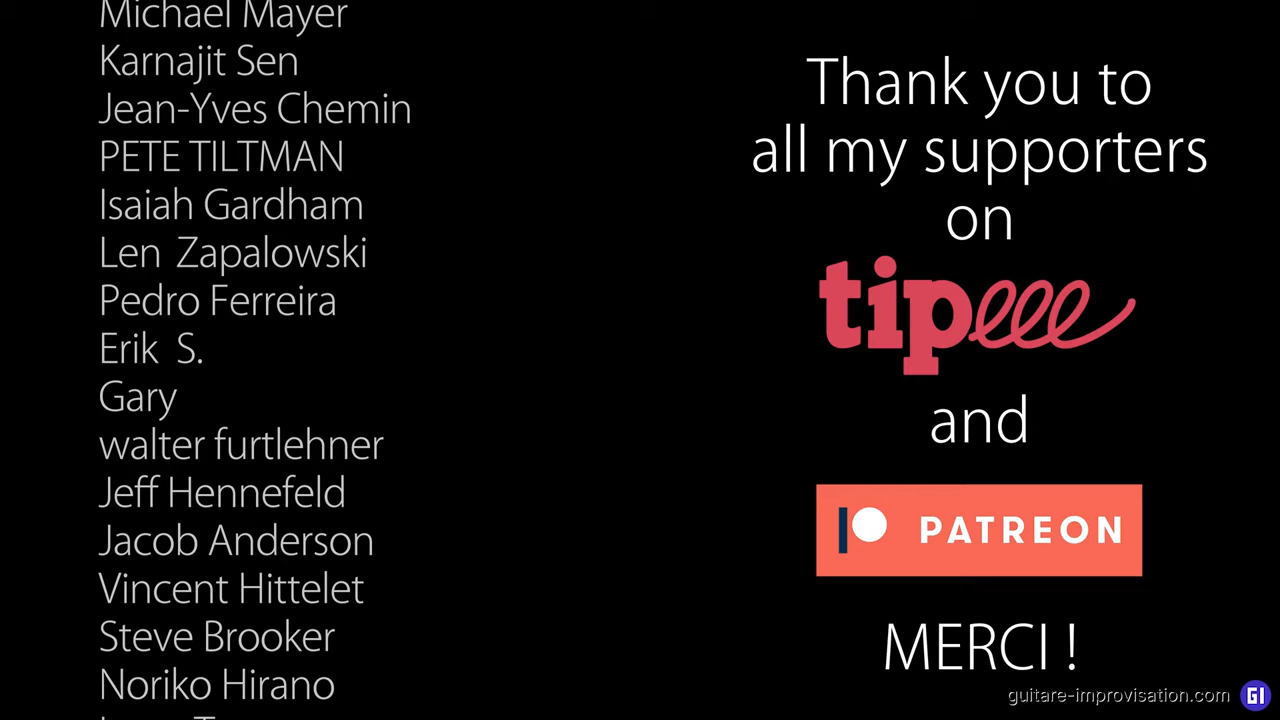 Michael Mayer
Karnajit Sen
Jean-Yves Chemin
PETE TILTMAN
Isaiah Gardham
Len Zapalowski
Pedro Ferreira
Erik S.
Gary
walter furtlehner
Jeff Hennefeld
Jacob Anderson
Vincent Hittelet
Steve Brooker
Noriko Hirano
Thank you to
all my supporters
on
tipeee
and
PATREON
MERCI !
guitare-improvisation.com GI